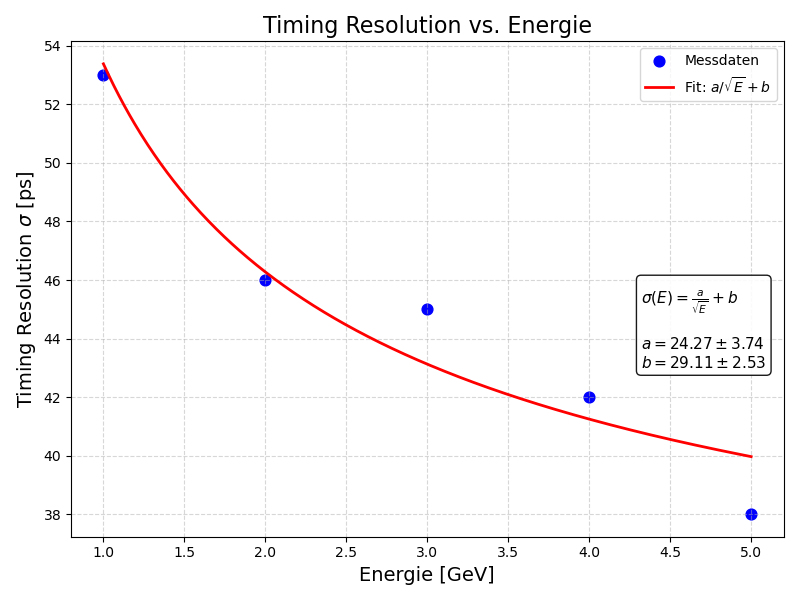 Timing Resolution vs. Energie
Messdaten
Fit: a/√E + b
54
52
50
48
46
44
42
40
38
Timing Resolution σ [ps]
σ(E) = a/√E + b
a = 24.27 ± 3.74
b = 29.11 ± 2.53
1.0 1.5 2.0 2.5 3.0 3.5 4.0 4.5 5.0
Energie [GeV]